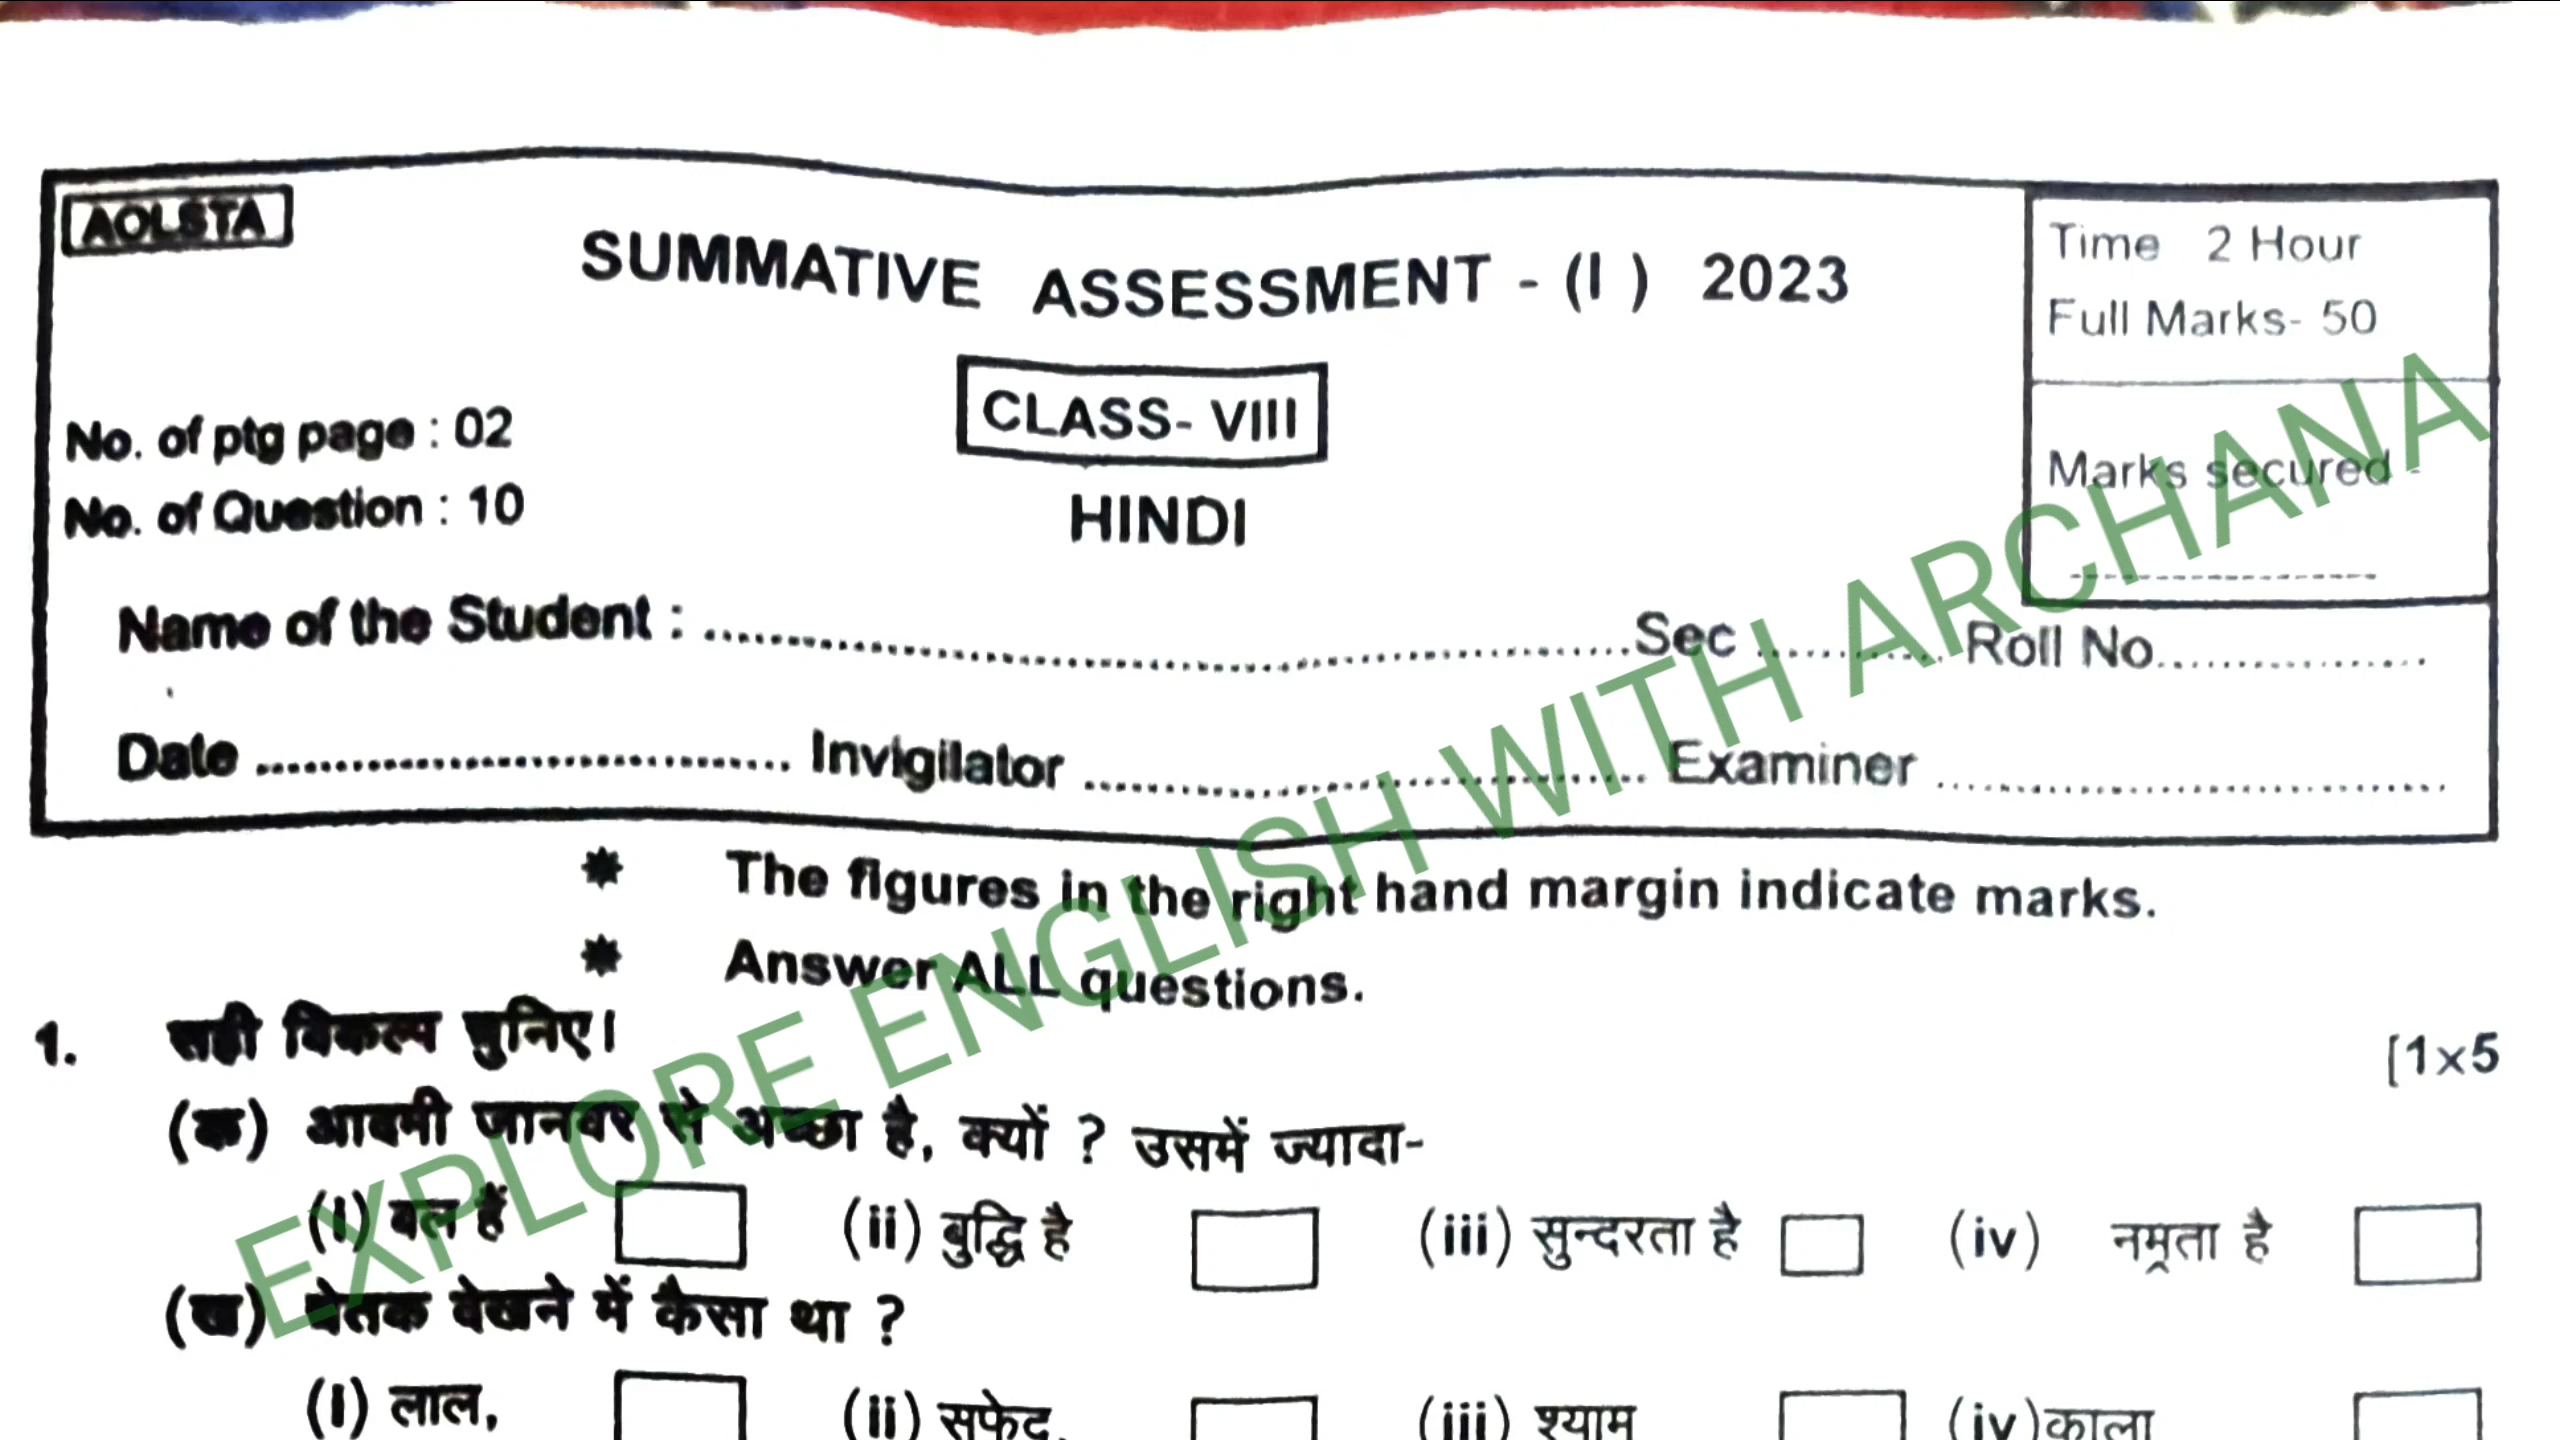 AOLSTA
SUMMATIVE ASSESSMENT - (I) 2023
Time 2 Hour
Full Marks- 50
CLASS- VIII
No. of ptg page : 02
Marks secured -
No. of Question : 10
HINDI
Name of the Student : ........ Sec ........ Roll No........
Date ........ Invigilator ........ Examiner ........
* The figures in the right hand margin indicate marks.
* Answer ALL questions.
1. सही विकल्प चुनिए। [1×5
(क) आदमी जानवर से अच्छा है, क्यों ? उसमें ज्यादा-
(i) बल हैं (ii) बुद्धि है (iii) सुन्दरता है (iv) नमृता है
(ख) चेतक देखने में कैसा था ?
(i) लाल, (ii) सफेद, (iii) श्याम (iv) काला
EXPLORE ENGLISH WITH ARCHANA